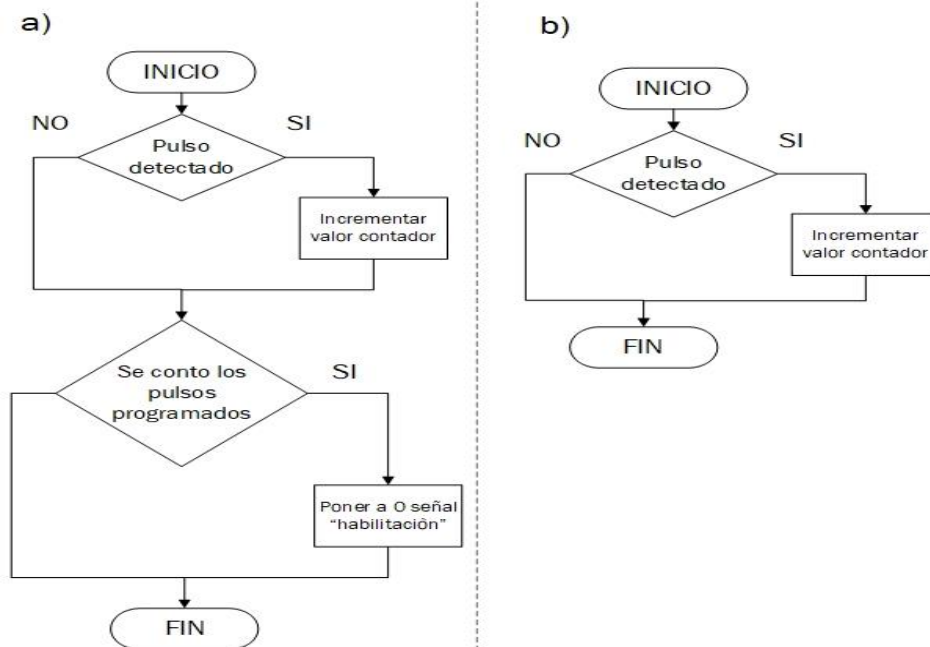 a)
INICIO
NO
SI
Pulso
detectado
Incrementar
valor contador
Se conto los
pulsos
programados
SI
Poner a 0 señal
“habilitación”
FIN
b)
INICIO
NO
SI
Pulso
detectado
Incrementar
valor contador
FIN